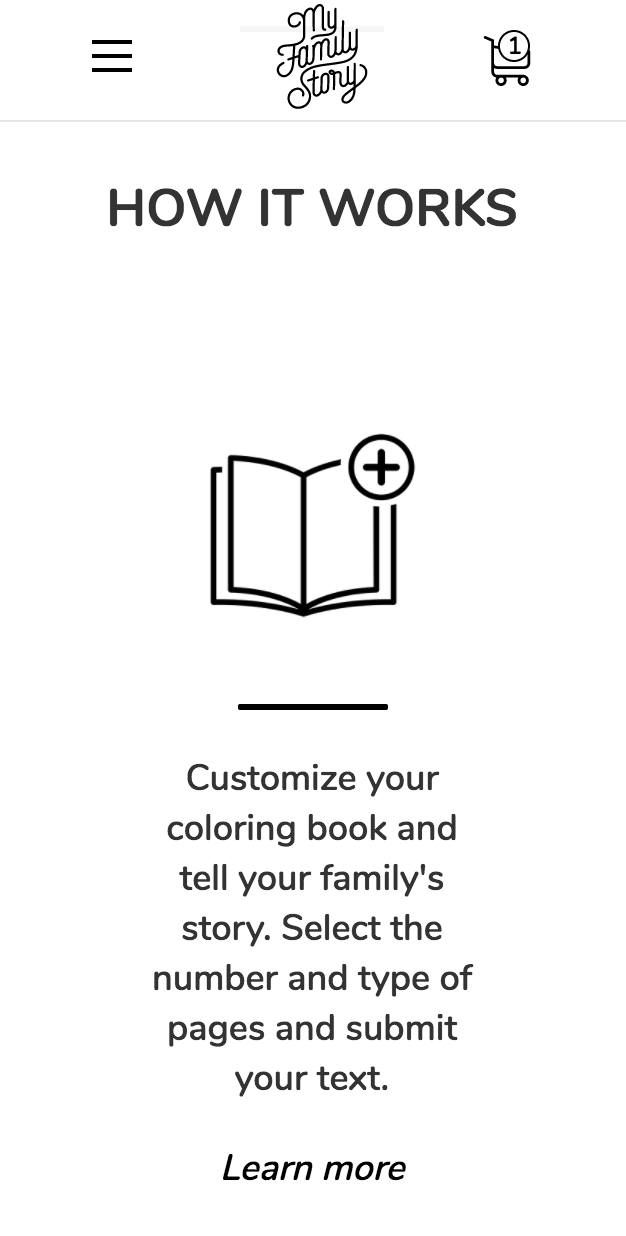 My
Family
Story
1
HOW IT WORKS
Customize your
coloring book and
tell your family's
story. Select the
number and type of
pages and submit
your text.
Learn more